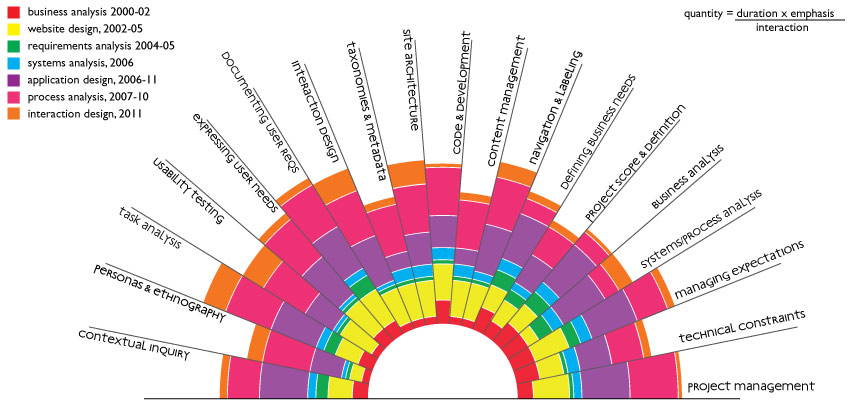 business analysis 2000-02
website design, 2002-05
requirements analysis 2004-05
systems analysis, 2006
application design, 2006-11
process analysis, 2007-10
interaction design, 2011
quantity = duration x emphasis
interaction
contextual inquiry
personas & ethnography
task analysis
usability testing
expressing user needs
documenting user reqs
interaction design
taxonomies & metadata
site architecture
code & development
content management
navigation & labeling
defining business needs
project scope & definition
business analysis
systems/process analysis
managing expectations
technical constraints
project management